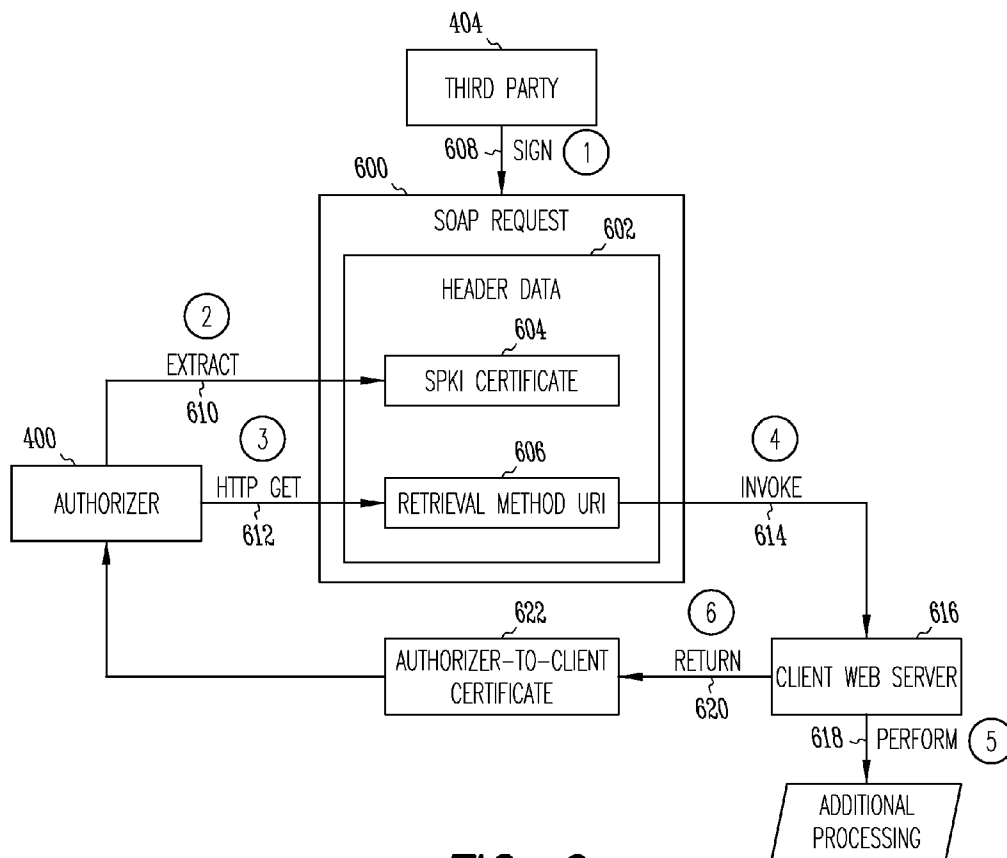 404
THIRD PARTY
608 SIGN 1
600
SOAP REQUEST
602
HEADER DATA
2
604
EXTRACT
SPKI CERTIFICATE
610
400
3
606
4
AUTHORIZER
HTTP GET
RETRIEVAL METHOD URI
INVOKE
612
614
622
6
616
AUTHORIZER-TO-CLIENT
CERTIFICATE
RETURN
CLIENT WEB SERVER
620
618 PERFORM 5
ADDITIONAL
PROCESSING